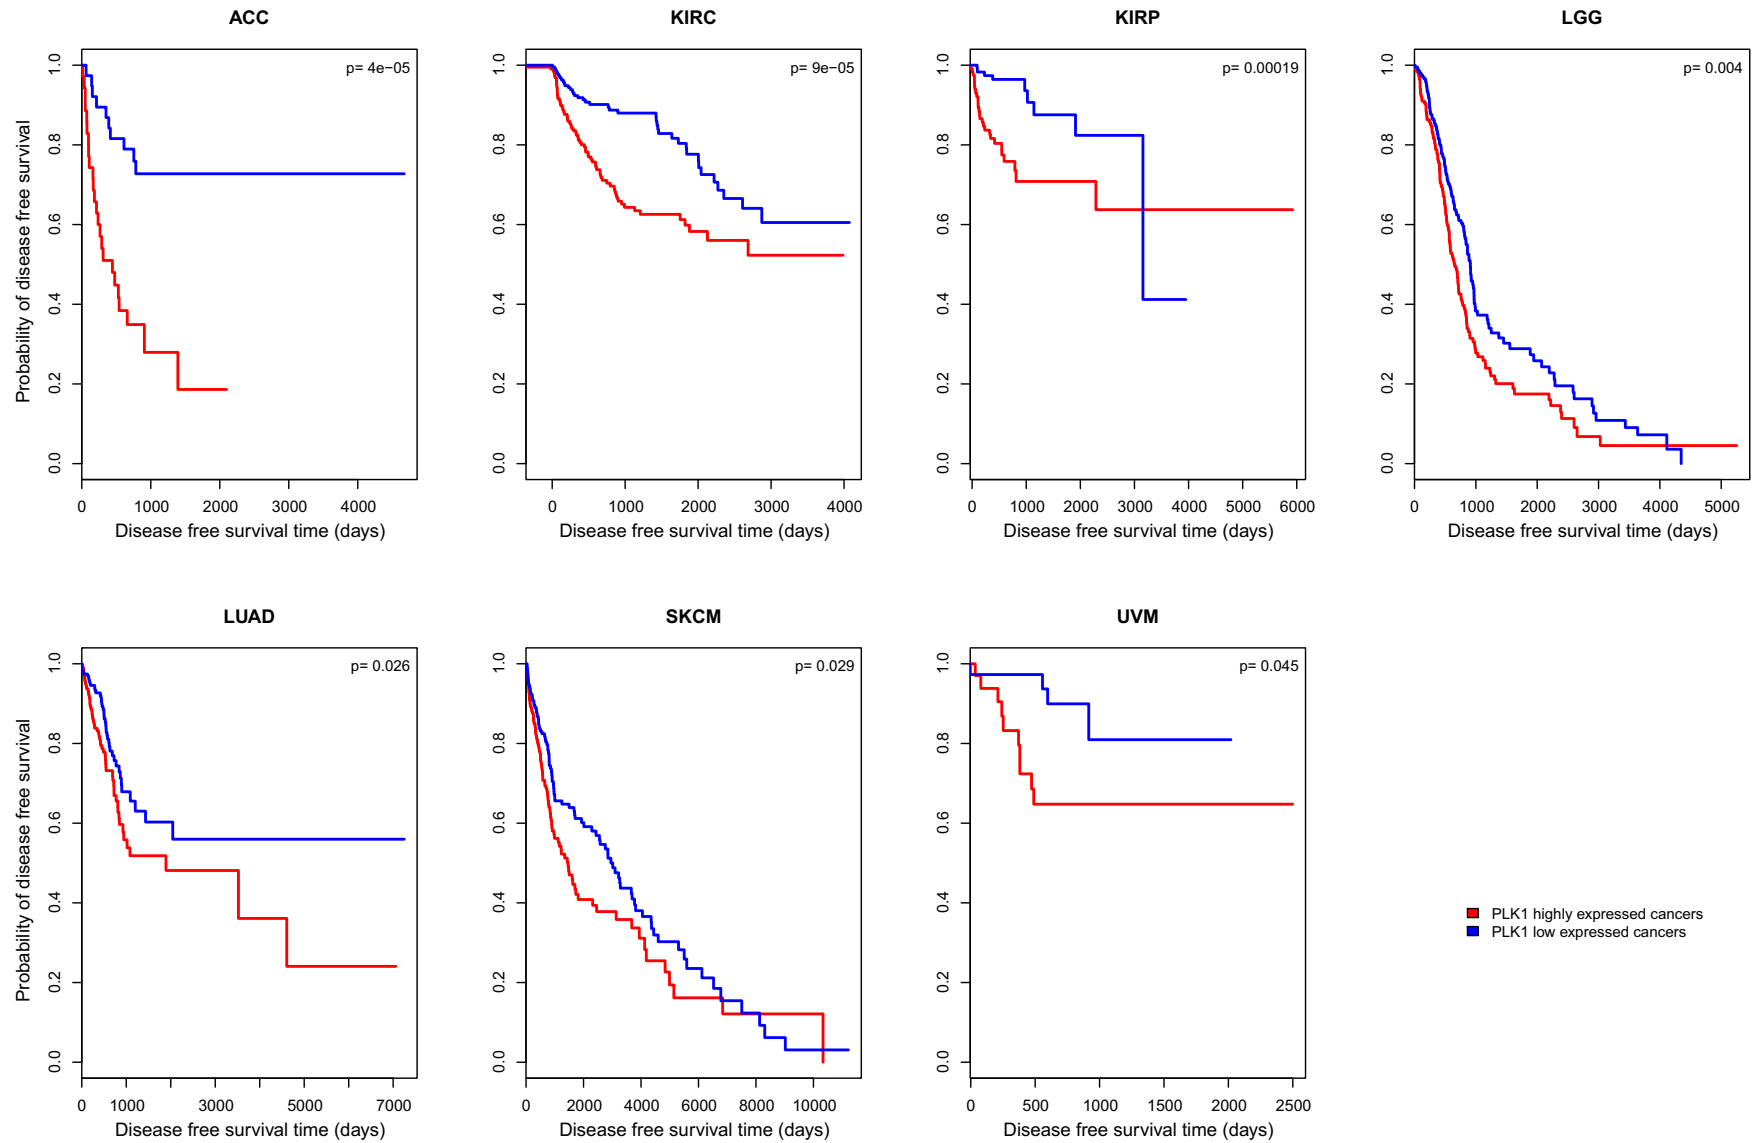 ACC
KIRC
KIRP
LGG
p= 4e−05
p= 9e−05
p= 0.00019
p= 0.004
Probability of disease free survival
0.0 0.2 0.4 0.6 0.8 1.0
0.0 0.2 0.4 0.6 0.8 1.0
0.0 0.2 0.4 0.6 0.8 1.0
0.0 0.2 0.4 0.6 0.8 1.0
0 1000 2000 3000 4000
0 1000 2000 3000 4000
0 1000 2000 3000 4000 5000 6000
0 1000 2000 3000 4000 5000
Disease free survival time (days)
Disease free survival time (days)
Disease free survival time (days)
Disease free survival time (days)
LUAD
SKCM
UVM
p= 0.026
p= 0.029
p= 0.045
Probability of disease free survival
0.0 0.2 0.4 0.6 0.8 1.0
0.0 0.2 0.4 0.6 0.8 1.0
0.0 0.2 0.4 0.6 0.8 1.0
PLK1 highly expressed cancers
PLK1 low expressed cancers
0 1000 3000 5000 7000
0 2000 4000 6000 8000 10000
0 500 1000 1500 2000 2500
Disease free survival time (days)
Disease free survival time (days)
Disease free survival time (days)